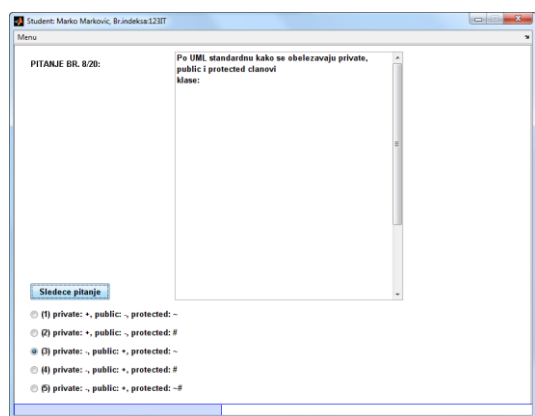 Student: Marko Markovic, Br.indeksa:123IT
Menu
PITANJE BR. 8/20:
Po UML standardnu kako se obelezavaju private,
public i protected clanovi
klase:
Sledece pitanje
(1) private: +, public: -, protected: ~
(2) private: +, public: -, protected: #
(3) private: -, public: +, protected: ~
(4) private: -, public: +, protected: #
(5) private: -, public: +, protected: ~#